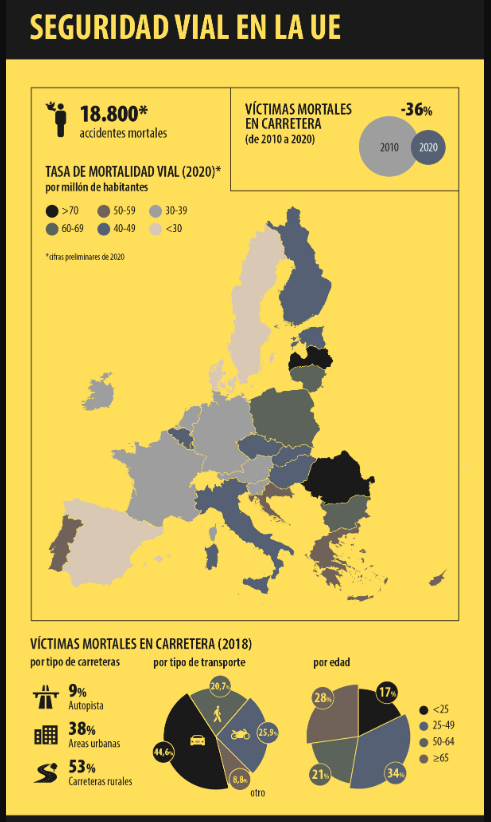 SEGURIDAD VIAL EN LA UE
18.800*
accidentes mortales
VÍCTIMAS MORTALES
EN CARRETERA
(de 2010 a 2020)
-36%
2010
2020
TASA DE MORTALIDAD VIAL (2020)*
por millón de habitantes
>70
50-59
30-39
60-69
40-49
<30
*cifras preliminares de 2020
VÍCTIMAS MORTALES EN CARRETERA (2018)
por tipo de carreteras
9%
Autopista
38%
Áreas urbanas
53%
Carreteras rurales
por tipo de transporte
20,7%
25,9%
44,6%
8,8%
otro
por edad
28%
17%
21%
34%
<25
25-49
50-64
≥65